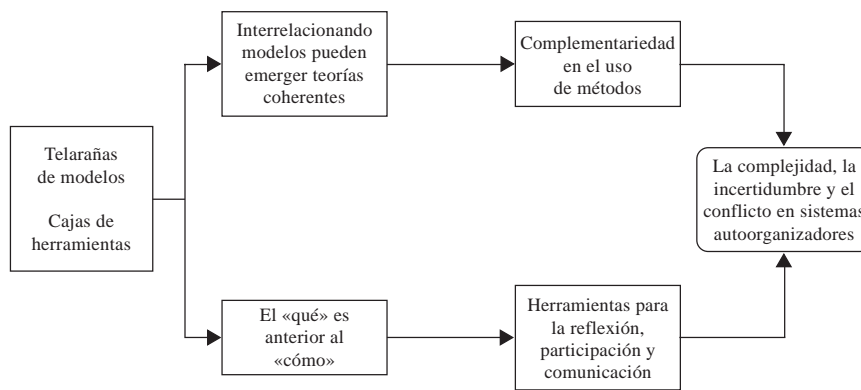 Interrelacionando
modelos pueden
emerger teorías
coherentes
Complementariedad
en el uso
de métodos
Telarañas
de modelos
Cajas de
herramientas
La complejidad, la
incertidumbre y el
conflicto en sistemas
autoorganizadores
El «qué» es
anterior al
«cómo»
Herramientas para
la reflexión,
participación y
comunicación